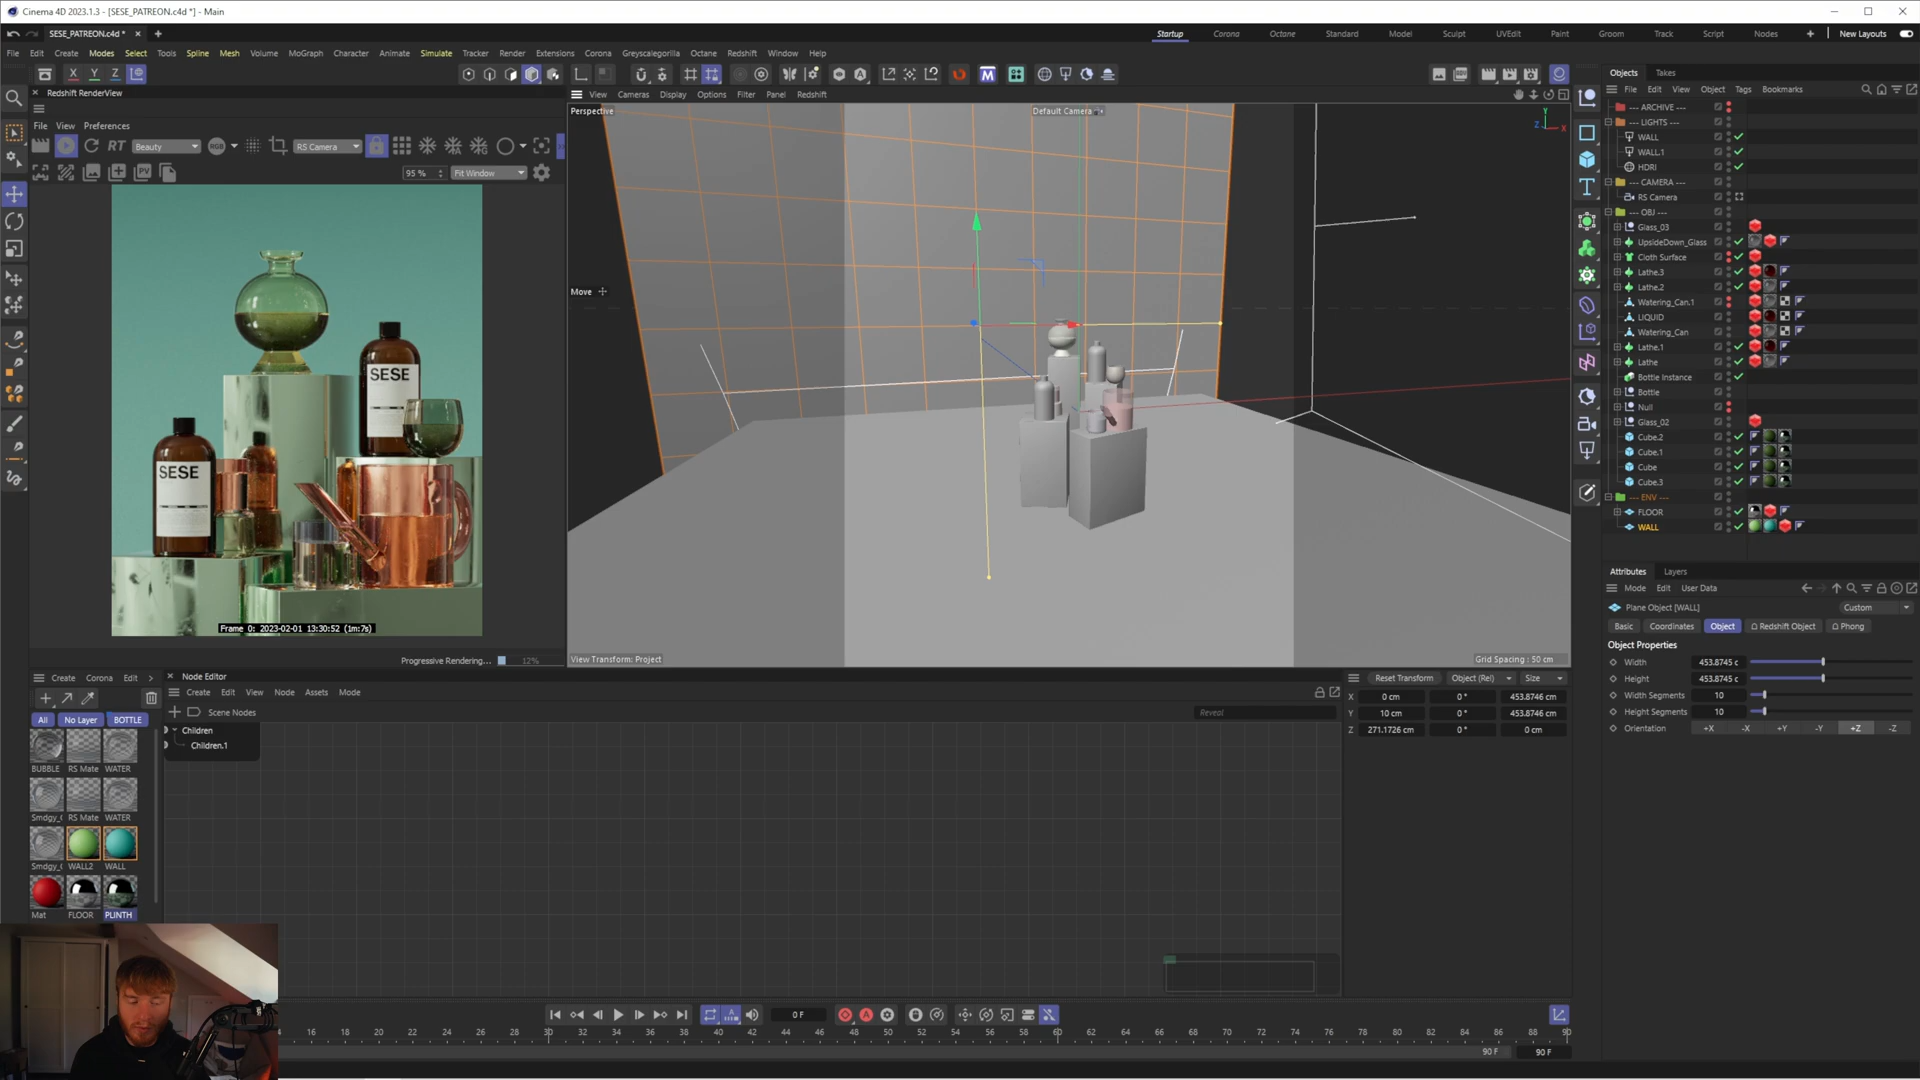 Cinema 4D 2023.1.3 - [SESE_PATREON.c4d *] - Main
SESE_PATREON.c4d *
Startup Corona Octane Standard Model Sculpt UVEdit Paint Groom Track Script Nodes New Layouts
File Edit Create Modes Select Tools Spline Mesh Volume MoGraph Character Animate Simulate Tracker Render Extensions Corona Greyscalegorilla Octane Redshift Window Help
X Y Z
Redshift RenderView
File View Preferences
RT Beauty RGB RS Camera
PV 95 % Fit Window
SESE
SESE
Frame 0: 2023-02-01 13:30:52 (1m:7s)
Progressive Rendering... 12%
View Cameras Display Options Filter Panel Redshift
Perspective
Default Camera
Move
View Transform: Project
Grid Spacing : 50 cm
Objects Takes
File Edit View Object Tags Bookmarks
--- ARCHIVE ---
--- LIGHTS ---
WALL
WALL.1
HDRI
--- CAMERA ---
RS Camera
--- OBJ ---
Glass_03
UpsideDown_Glass
Cloth Surface
Lathe.3
Lathe.2
Watering_Can.1
LIQUID
Watering_Can
Lathe.1
Lathe
Bottle Instance
Bottle
Null
Glass_02
Cube.2
Cube.1
Cube
Cube.3
--- ENV ---
FLOOR
WALL
Attributes Layers
Mode Edit User Data
Plane Object [WALL] Custom
Basic Coordinates Object Redshift Object Phong
Object Properties
Width 453.8745 c
Height 453.8745 c
Width Segments 10
Height Segments 10
Orientation +X -X +Y -Y +Z -Z
Create Corona Edit
All No Layer BOTTLE
BUBBLE RS Mate WATER
Smdgy_( RS Mate WATER
Smdgy_( WALL2 WALL
Mat FLOOR PLINTH
Node Editor
Create Edit View Node Assets Mode
Scene Nodes
Reveal
Children
Children.1
Reset Transform Object (Rel) Size
X 0 cm 0 ° 453.8746 cm
Y 10 cm 0 ° 453.8746 cm
Z 271.1726 cm 0 ° 0 cm
0 F
14 16 18 20 22 24 26 28 30 32 34 36 38 40 42 44 46 48 50 52 54 56 58 60 62 64 66 68 70 72 74 76 78 80 82 84 86 88 90
90 F 90 F